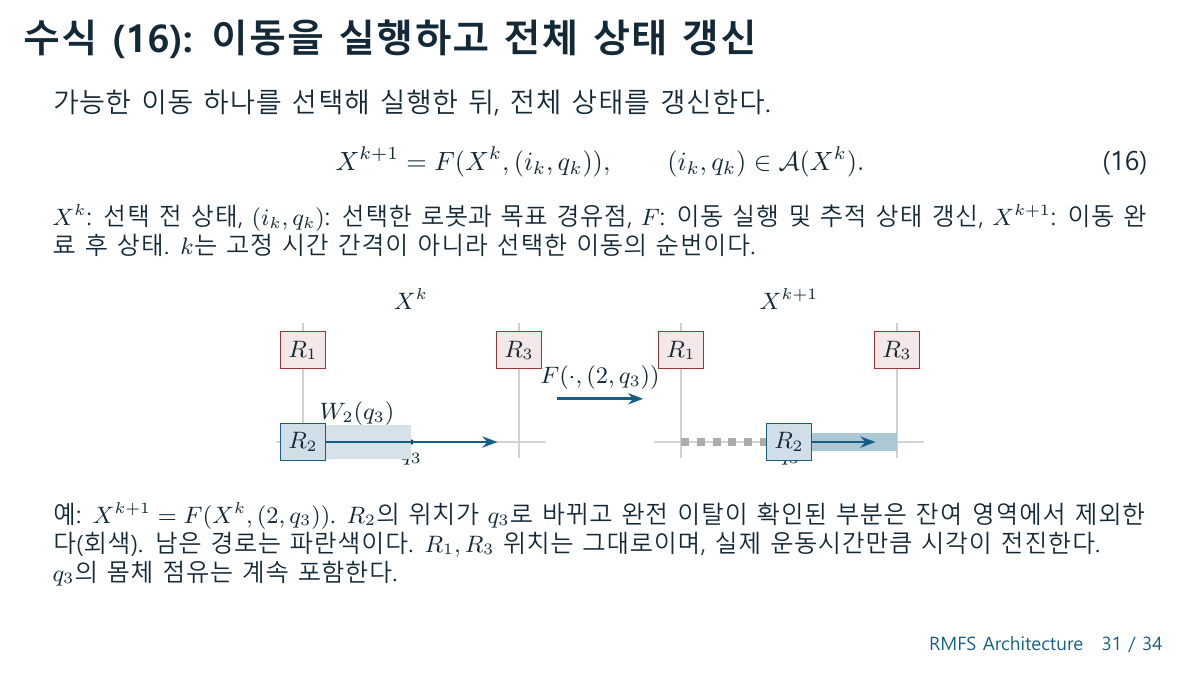 수식 (16): 이동을 실행하고 전체 상태 갱신
가능한 이동 하나를 선택해 실행한 뒤, 전체 상태를 갱신한다.
X^{k+1} = F(X^k, (i_k, q_k)), (i_k, q_k) ∈ 𝒜(X^k). (16)
X^k: 선택 전 상태, (i_k, q_k): 선택한 로봇과 목표 경유점, F: 이동 실행 및 추적 상태 갱신, X^{k+1}: 이동 완
료 후 상태. k는 고정 시간 간격이 아니라 선택한 이동의 순번이다.
X^k X^{k+1}
R_1 R_3 R_1 R_3
F(·, (2, q_3))
W_2(q_3)
R_2 R_2
q_3 q_3
예: X^{k+1} = F(X^k, (2, q_3)). R_2의 위치가 q_3로 바뀌고 완전 이탈이 확인된 부분은 잔여 영역에서 제외한
다(회색). 남은 경로는 파란색이다. R_1, R_3 위치는 그대로이며, 실제 운동시간만큼 시각이 전진한다.
q_3의 몸체 점유는 계속 포함한다.
RMFS Architecture 31 / 34